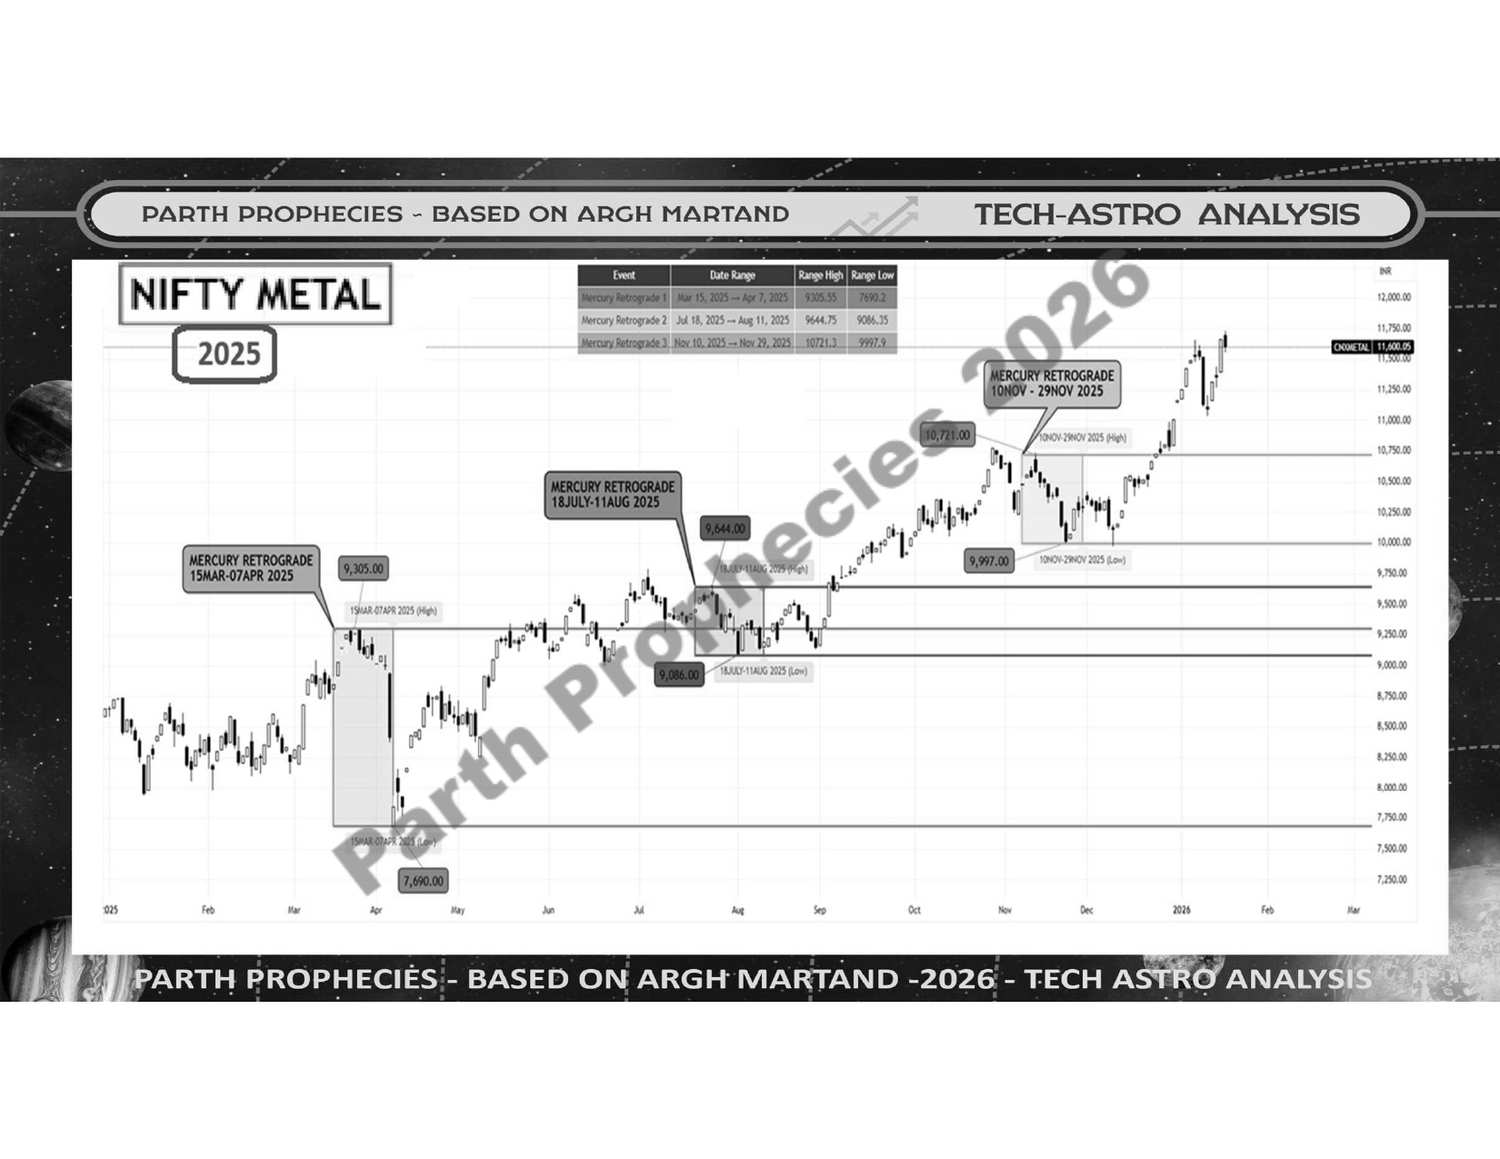 PARTH PROPHECIES ~ BASED ON ARGH MARTAND
TECH-ASTRO ANALYSIS
NIFTY METAL
2025
Event Date Range Range High Range Low
Mercury Retrograde 1 Mar 15, 2025 → Apr 7, 2025 9305.55 7690.2
Mercury Retrograde 2 Jul 18, 2025 → Aug 11, 2025 9644.75 9086.35
Mercury Retrograde 3 Nov 10, 2025 → Nov 29, 2025 10721.3 9997.9
INR
12,000.00
11,750.00
CNXMETAL 11,600.05
11,500.00
11,250.00
11,000.00
10,750.00
10,500.00
10,250.00
10,000.00
9,750.00
9,500.00
9,250.00
9,000.00
8,750.00
8,500.00
8,250.00
8,000.00
7,750.00
7,500.00
7,250.00
MERCURY RETROGRADE
10NOV - 29NOV 2025
10,721.00
10NOV-29NOV 2025 (High)
9,997.00
10NOV-29NOV 2025 (Low)
MERCURY RETROGRADE
18JULY-11AUG 2025
9,644.00
18JULY-11AUG 2025 (High)
9,086.00
18JULY-11AUG 2025 (Low)
MERCURY RETROGRADE
15MAR-07APR 2025
9,305.00
15MAR-07APR 2025 (High)
15MAR-07APR 2025 (Low)
7,690.00
Parth Prophecies 2026
2025 Feb Mar Apr May Jun Jul Aug Sep Oct Nov Dec 2026 Feb Mar
PARTH PROPHECIES - BASED ON ARGH MARTAND -2026 - TECH ASTRO ANALYSIS